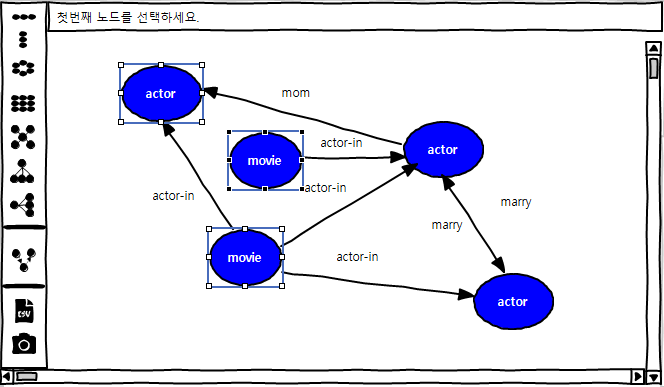 첫번째 노드를 선택하세요.
actor
mom
movie
actor-in
actor
actor-in
actor-in
marry
marry
movie
actor-in
actor
CSV